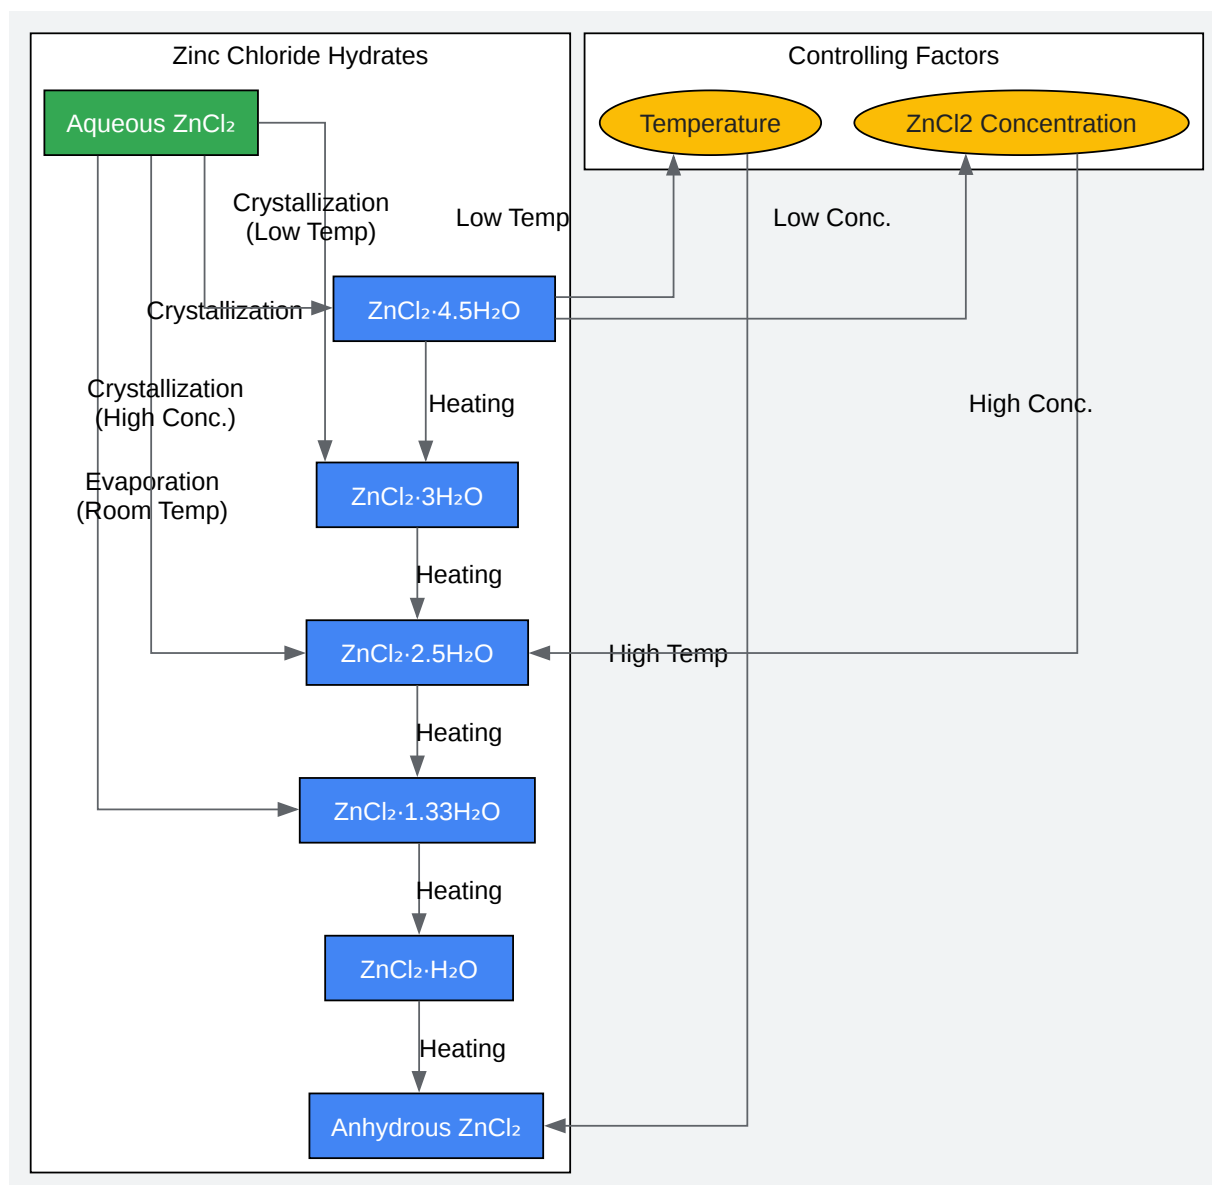 Zinc Chloride Hydrates
Controlling Factors
Aqueous ZnCl₂
Temperature
ZnCl2 Concentration
Crystallization
(Low Temp)
Low Temp
Low Conc.
Crystallization
ZnCl₂·4.5H₂O
Crystallization
(High Conc.)
Heating
High Conc.
Evaporation
(Room Temp)
ZnCl₂·3H₂O
Heating
ZnCl₂·2.5H₂O
High Temp
Heating
ZnCl₂·1.33H₂O
Heating
ZnCl₂·H₂O
Heating
Anhydrous ZnCl₂